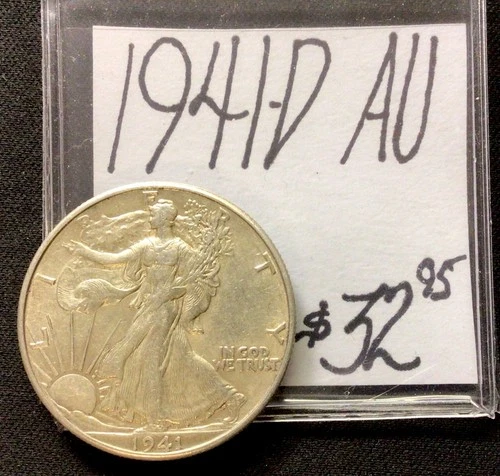 1941-D AU
$32.95
LIBERTY
IN GOD
WE TRUST
1941